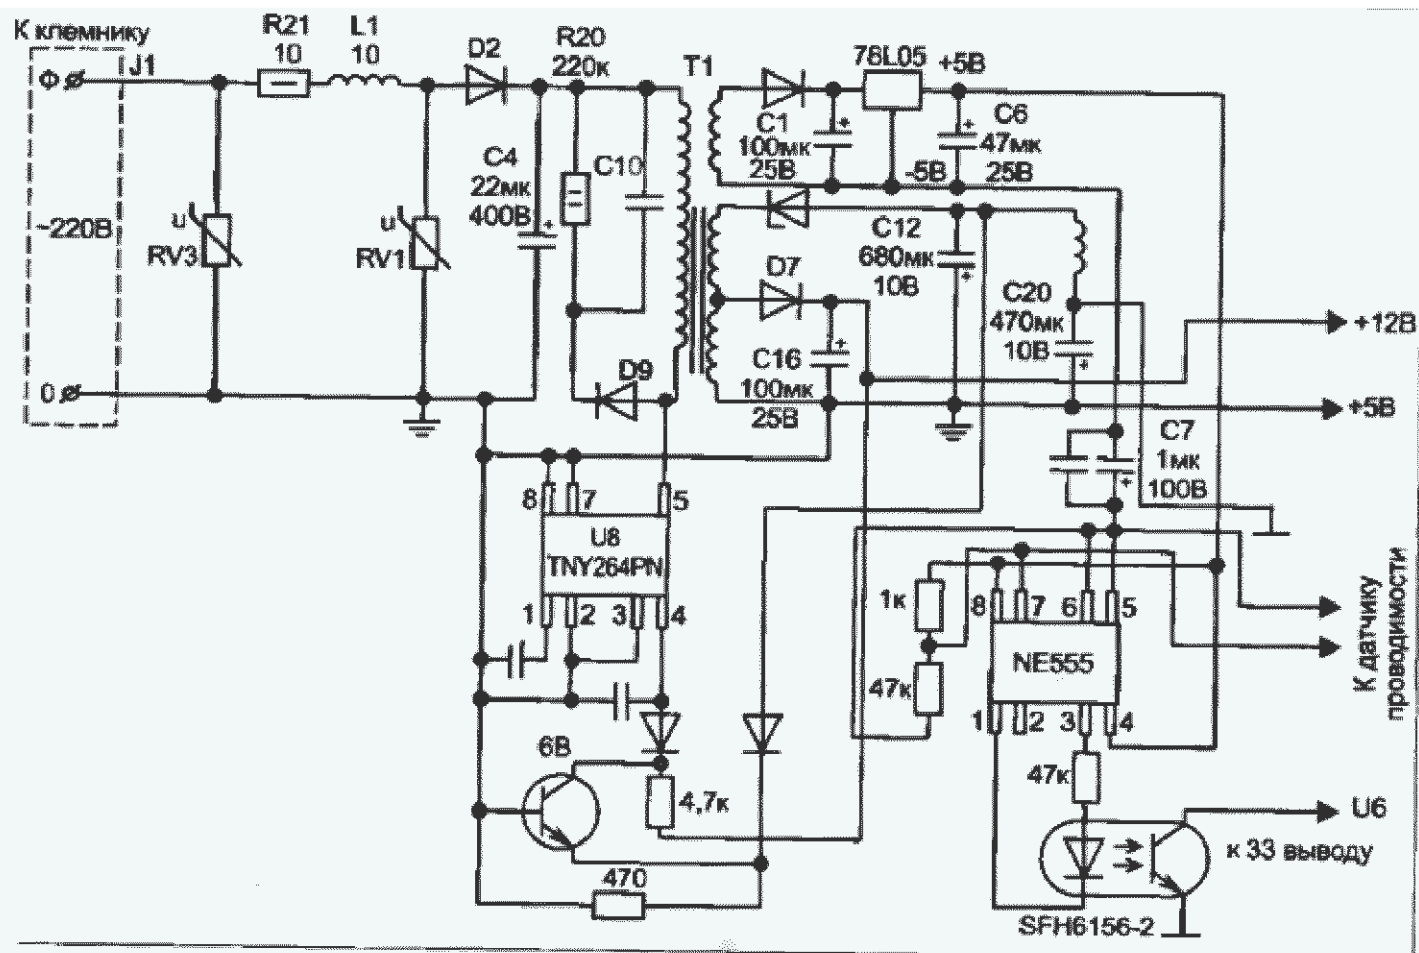 К клемнику
J1
R21
10
L1
10
D2
R20
220к
T1
78L05
+5В
Ф
C1
100мк
25В
C6
47мк
25В
-5В
C4
22мк
400В
C10
~220В
u
RV3
u
RV1
C12
680мк
10В
D7
C20
470мк
10В
+12В
C16
100мк
25В
D9
+5В
0
C7
1мк
100В
8
7
5
U8
TNY264PN
1
2
3
4
1к
47к
8
7
6
5
NE555
1
2
3
4
К датчику
проводимости
6В
4,7к
47к
U6
к 33 выводу
470
SFH6156-2